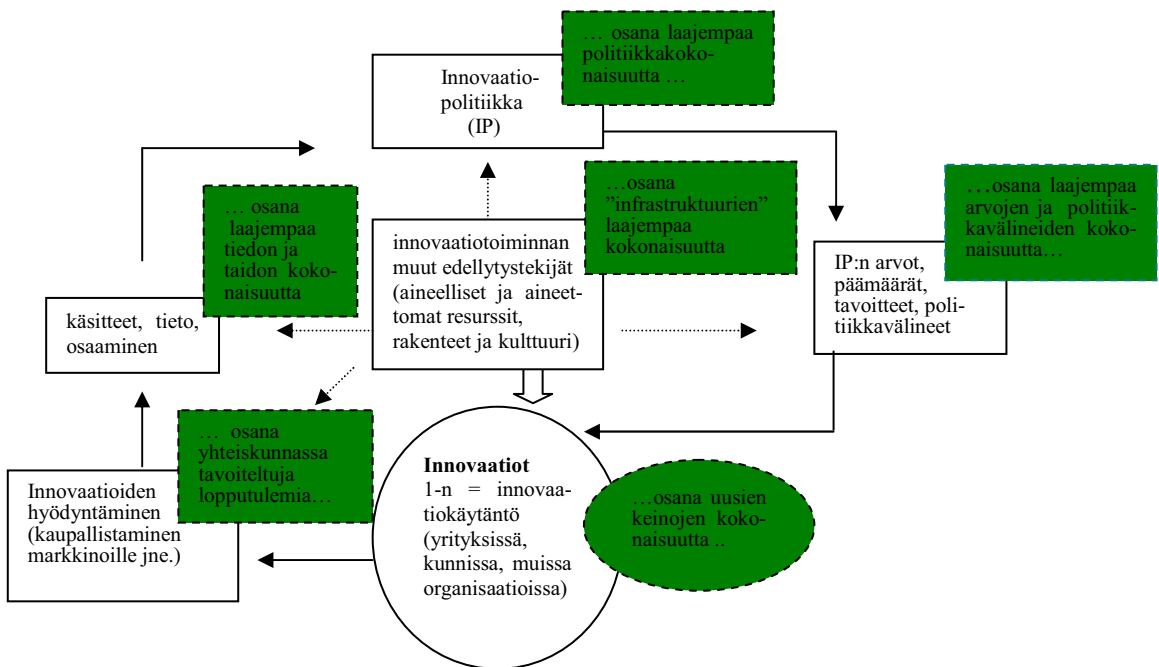 … osana laajempaa
politiikkakoko-
naisuutta …
Innovaatio-
politiikka
(IP)
… osana
laajempaa
tiedon ja
taidon koko-
naisuutta
…osana
”infrastruktuurien”
laajempaa
kokonaisuutta
…osana laajempaa
arvojen ja politiik-
kavälineiden koko-
naisuutta…
innovaatiotoiminnan
muut edellytystekijät
(aineelliset ja aineet-
tomat resurssit,
rakenteet ja kulttuuri)
IP:n arvot,
päämäärät,
tavoitteet, poli-
tiikkavälineet
käsitteet, tieto,
osaaminen
… osana
yhteiskunnassa
tavoiteltuja
lopputulemia…
Innovaatioiden
hyödyntäminen
(kaupallistaminen
markkinoille jne.)
Innovaatiot
1-n = innovaa-
tiokäytäntö
(yrityksissä,
kunnissa, muissa
organisaatioissa)
…osana uusien
keinojen koko-
naisuutta ..